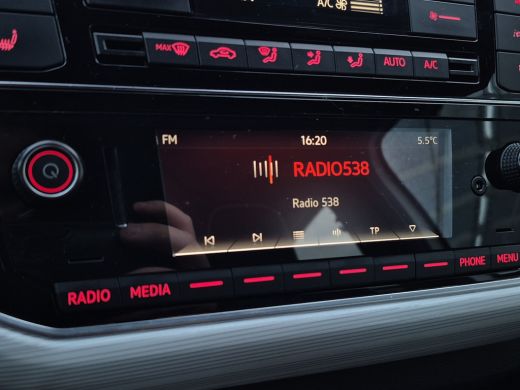 A/C
MAX AUTO A/C
FM 16:20 5.5°C
RADIO538
Radio 538
TP
RADIO MEDIA PHONE MENU